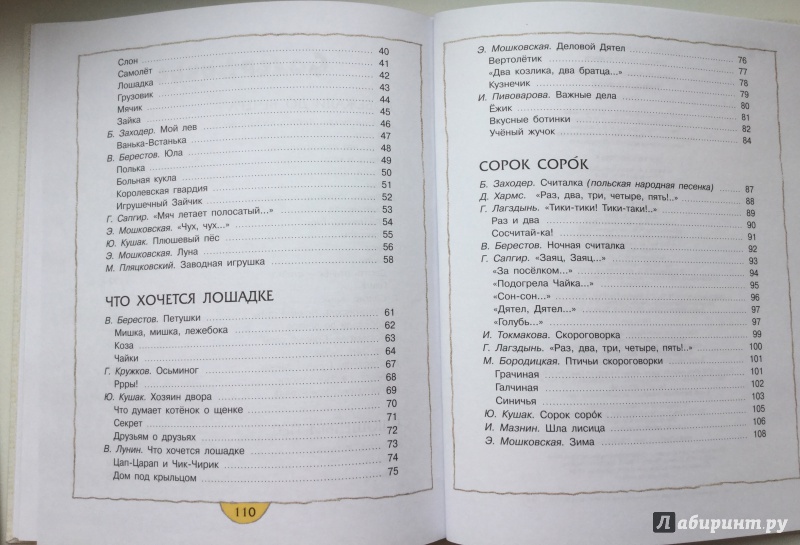 Слон 40
Самолёт 41
Лошадка 42
Грузовик 43
Мячик 44
Зайка 45
Б. Заходер. Мой лев 46
Ванька-Встанька 47
В. Берестов. Юла 48
Полька 49
Больная кукла 50
Королевская гвардия 51
Игрушечный Зайчик 52
Г. Сапгир. «Мяч летает полосатый...» 53
Э. Мошковская. «Чух, чух...» 54
Ю. Кушак. Плюшевый пёс 55
Э. Мошковская. Луна 56
М. Пляцковский. Заводная игрушка 58
ЧТО ХОЧЕТСЯ ЛОШАДКЕ
В. Берестов. Петушки 61
Мишка, мишка, лежебока 62
Коза 63
Чайки 64
Г. Кружков. Осьминог 67
Ррры! 68
Ю. Кушак. Хозяин двора 69
Что думает котёнок о щенке 70
Секрет 71
Друзьям о друзьях 72
В. Лунин. Что хочется лошадке 73
Цап-Царап и Чик-Чирик 74
Дом под крыльцом 75
110
Э. Мошковская. Деловой Дятел 76
Вертолётик 77
«Два козлика, два братца...» 78
Кузнечик 79
И. Пивоварова. Важные дела 80
Ёжик 81
Вкусные ботинки 82
Учёный жучок 84
СОРОК СОРО́К
Б. Заходер. Считалка (польская народная песенка) 87
Д. Хармс. «Раз, два, три, четыре, пять!..» 88
Г. Лагздынь. «Тики-тики! Тики-таки!..» 89
Раз и два 90
Сосчитай-ка! 91
В. Берестов. Ночная считалка 92
Г. Сапгир. «Заяц, Заяц...» 93
«За посёлком...» 94
«Подогрела Чайка...» 95
«Сон-сон...» 96
«Дятел, Дятел...» 97
«Голубь...» 97
И. Токмакова. Скороговорка 99
Г. Лагздынь. «Раз, два, три, четыре, пять!..» 100
М. Бородицкая. Птичьи скороговорки 101
Грачиная 101
Галчиная 102
Синичья 103
Ю. Кушак. Сорок соро́к 105
И. Мазнин. Шла лисица 106
Э. Мошковская. Зима 108
Лабиринт.ру